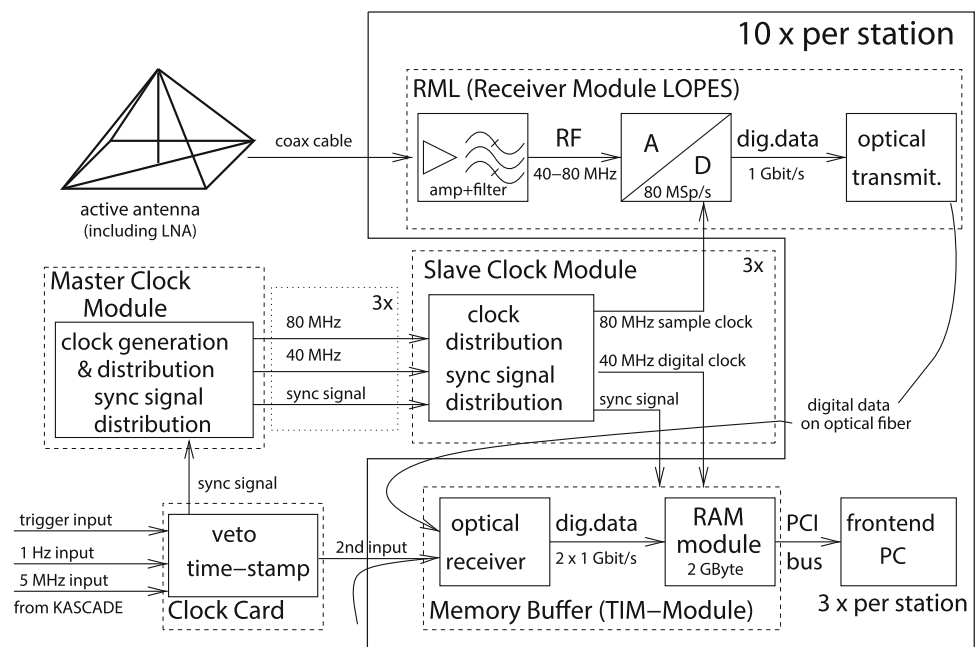 10 x per station
RML (Receiver Module LOPES)
coax cable
amp+filter
RF
40–80 MHz
A
D
80 MSp/s
dig.data
1 Gbit/s
optical
transmit.
active antenna
(including LNA)
Master Clock
Module
clock generation
& distribution
sync signal
distribution
3x
80 MHz
40 MHz
sync signal
Slave Clock Module
3x
clock
distribution
sync signal
distribution
80 MHz sample clock
40 MHz digital clock
sync signal
digital data
on optical fiber
sync signal
trigger input
1 Hz input
5 MHz input
from KASCADE
veto
time–stamp
Clock Card
2nd input
optical
receiver
dig.data
2 x 1 Gbit/s
RAM
module
2 GByte
Memory Buffer (TIM–Module)
PCI
bus
frontend
PC
3 x per station